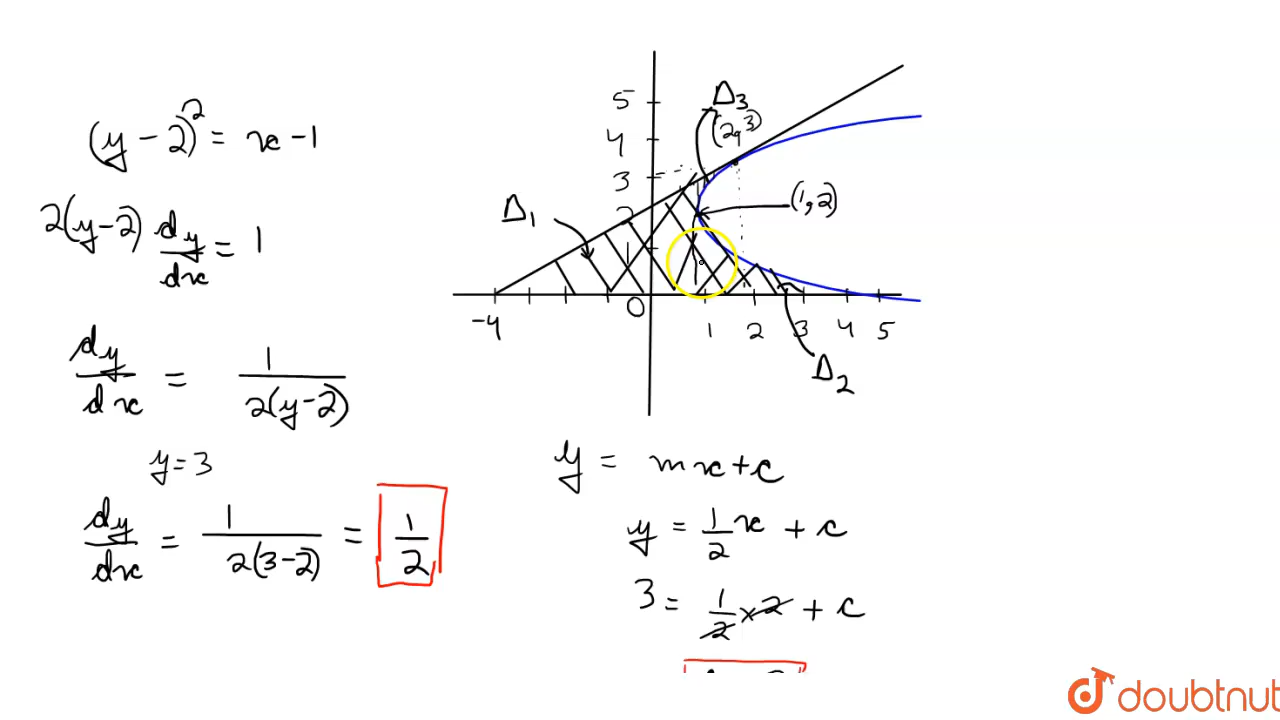 (y-2)² = x-1
2(y-2) dy/dx = 1
dy/dx = 1/2(y-2)
y=3
dy/dx = 1/2(3-2) = 1/2
5
4
3
2
1
0
-4
1 2 3 4 5
Δ1
Δ3
(2,3)
(1,2)
Δ2
y = mx+c
y = 1/2 x + c
3 = 1/2 × 2 + c
doubtnut